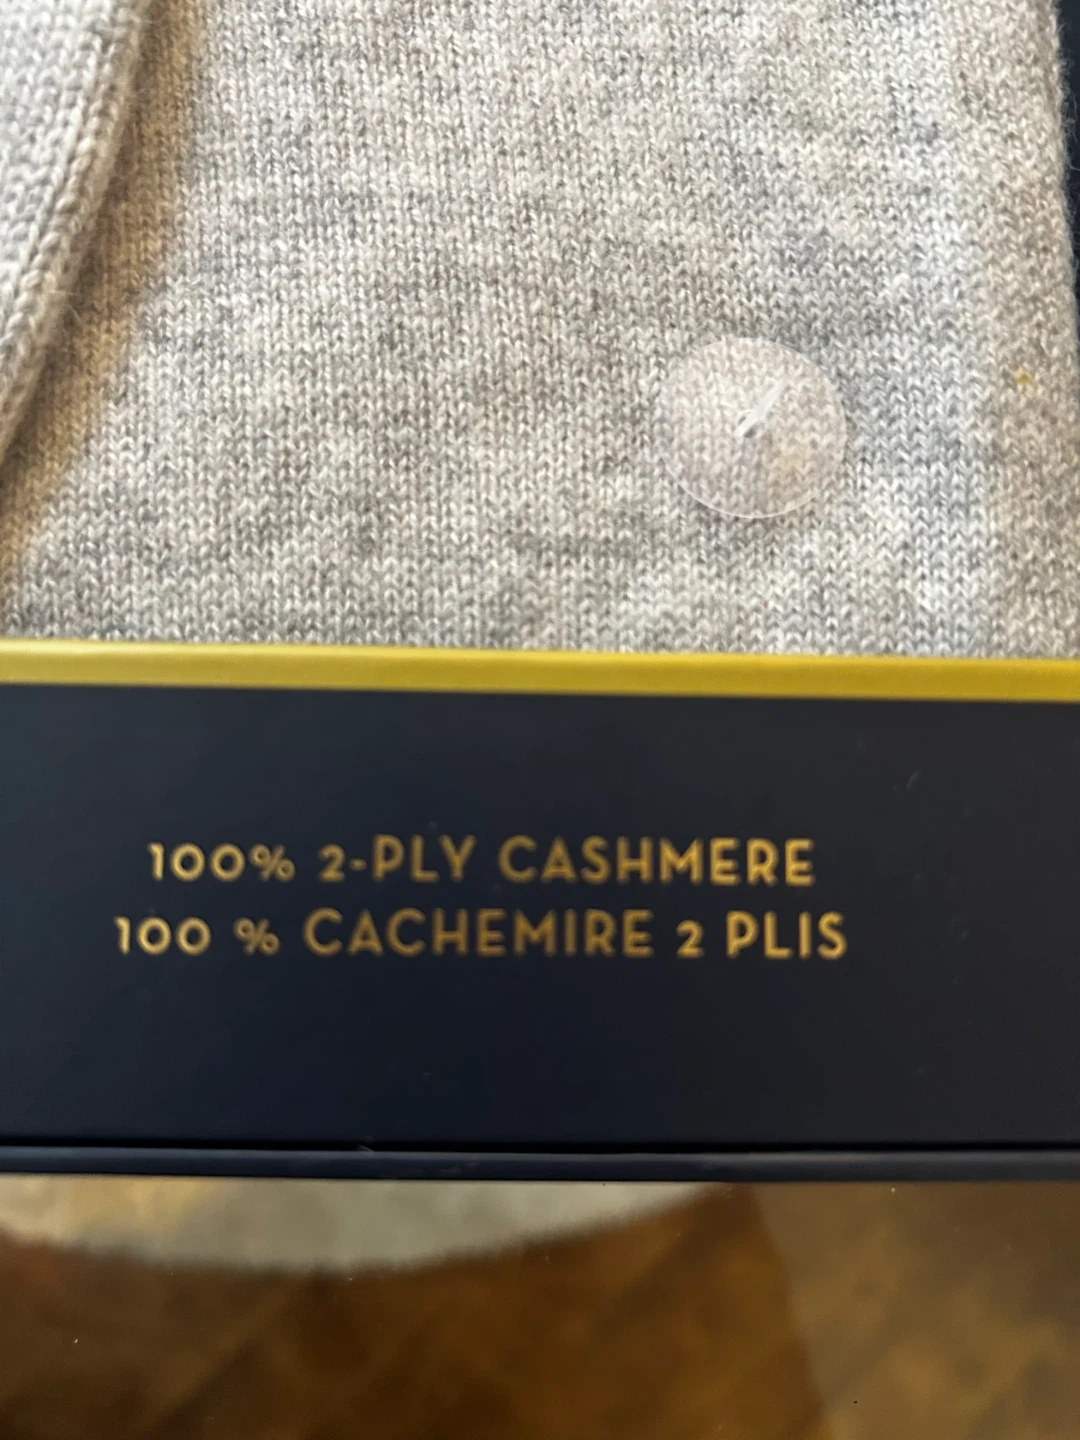 100% 2-PLY CASHMERE
100 % CACHEMIRE 2 PLIS